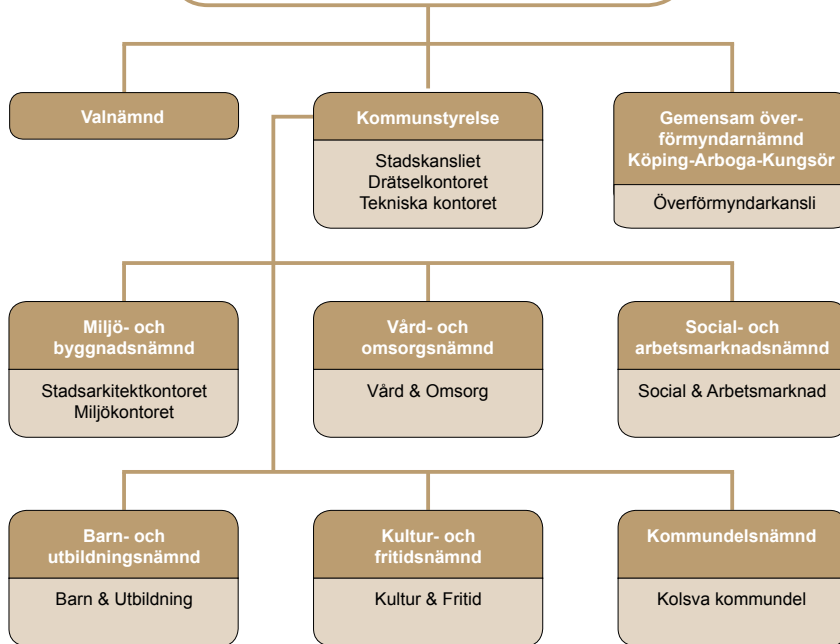 Valnämnd
Kommunstyrelse
Stadskansliet
Drätselkontoret
Tekniska kontoret
Gemensam över-
förmyndarnämnd
Köping-Arboga-Kungsör
Överförmyndarkansli
Miljö- och
byggnadsnämnd
Stadsarkitektkontoret
Miljökontoret
Vård- och
omsorgsnämnd
Vård & Omsorg
Social- och
arbetsmarknadsnämnd
Social & Arbetsmarknad
Barn- och
utbildningsnämnd
Barn & Utbildning
Kultur- och
fritidsnämnd
Kultur & Fritid
Kommundelsnämnd
Kolsva kommundel